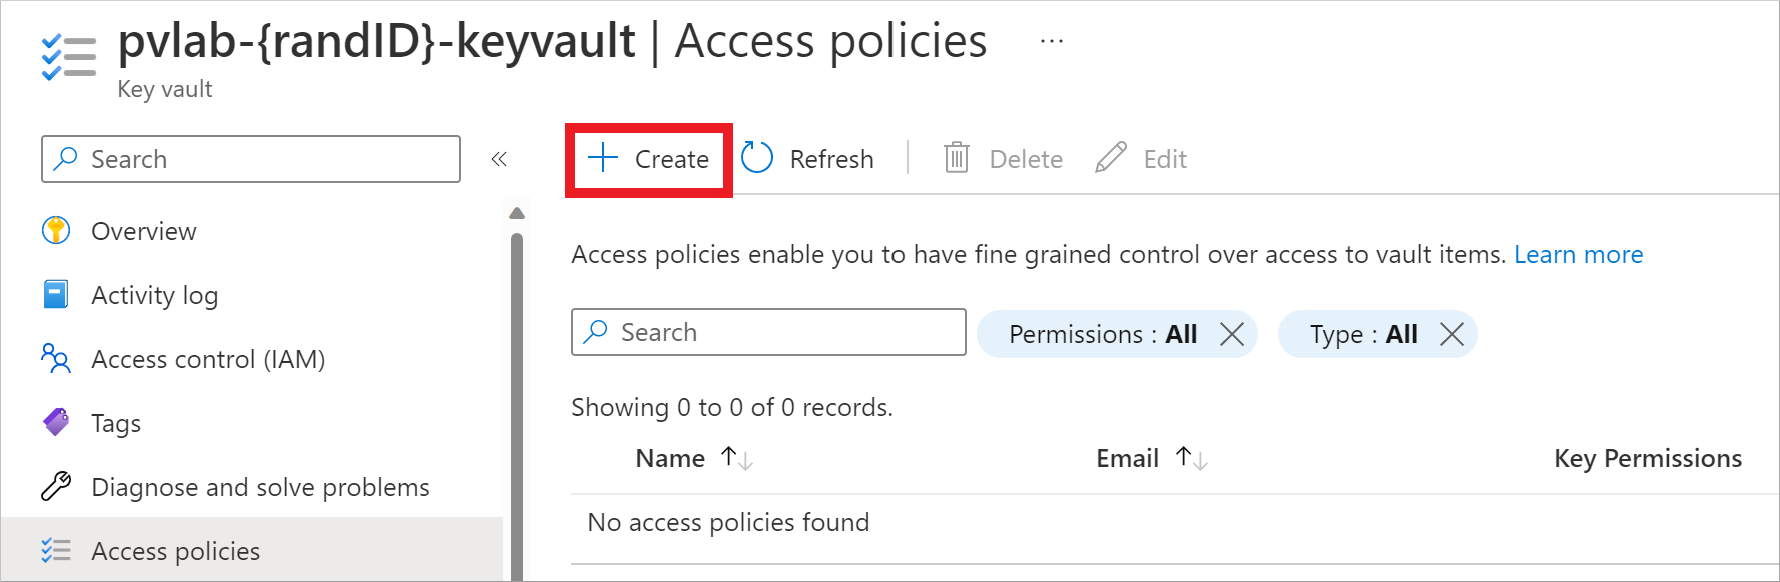 pvlab-{randID}-keyvault | Access policies ...
Key vault
Search «
Create Refresh Delete Edit
Overview
Activity log
Access control (IAM)
Tags
Diagnose and solve problems
Access policies
Access policies enable you to have fine grained control over access to vault items. Learn more
Search Permissions : All Type : All
Showing 0 to 0 of 0 records.
Name ↑↓ Email ↑↓ Key Permissions
No access policies found